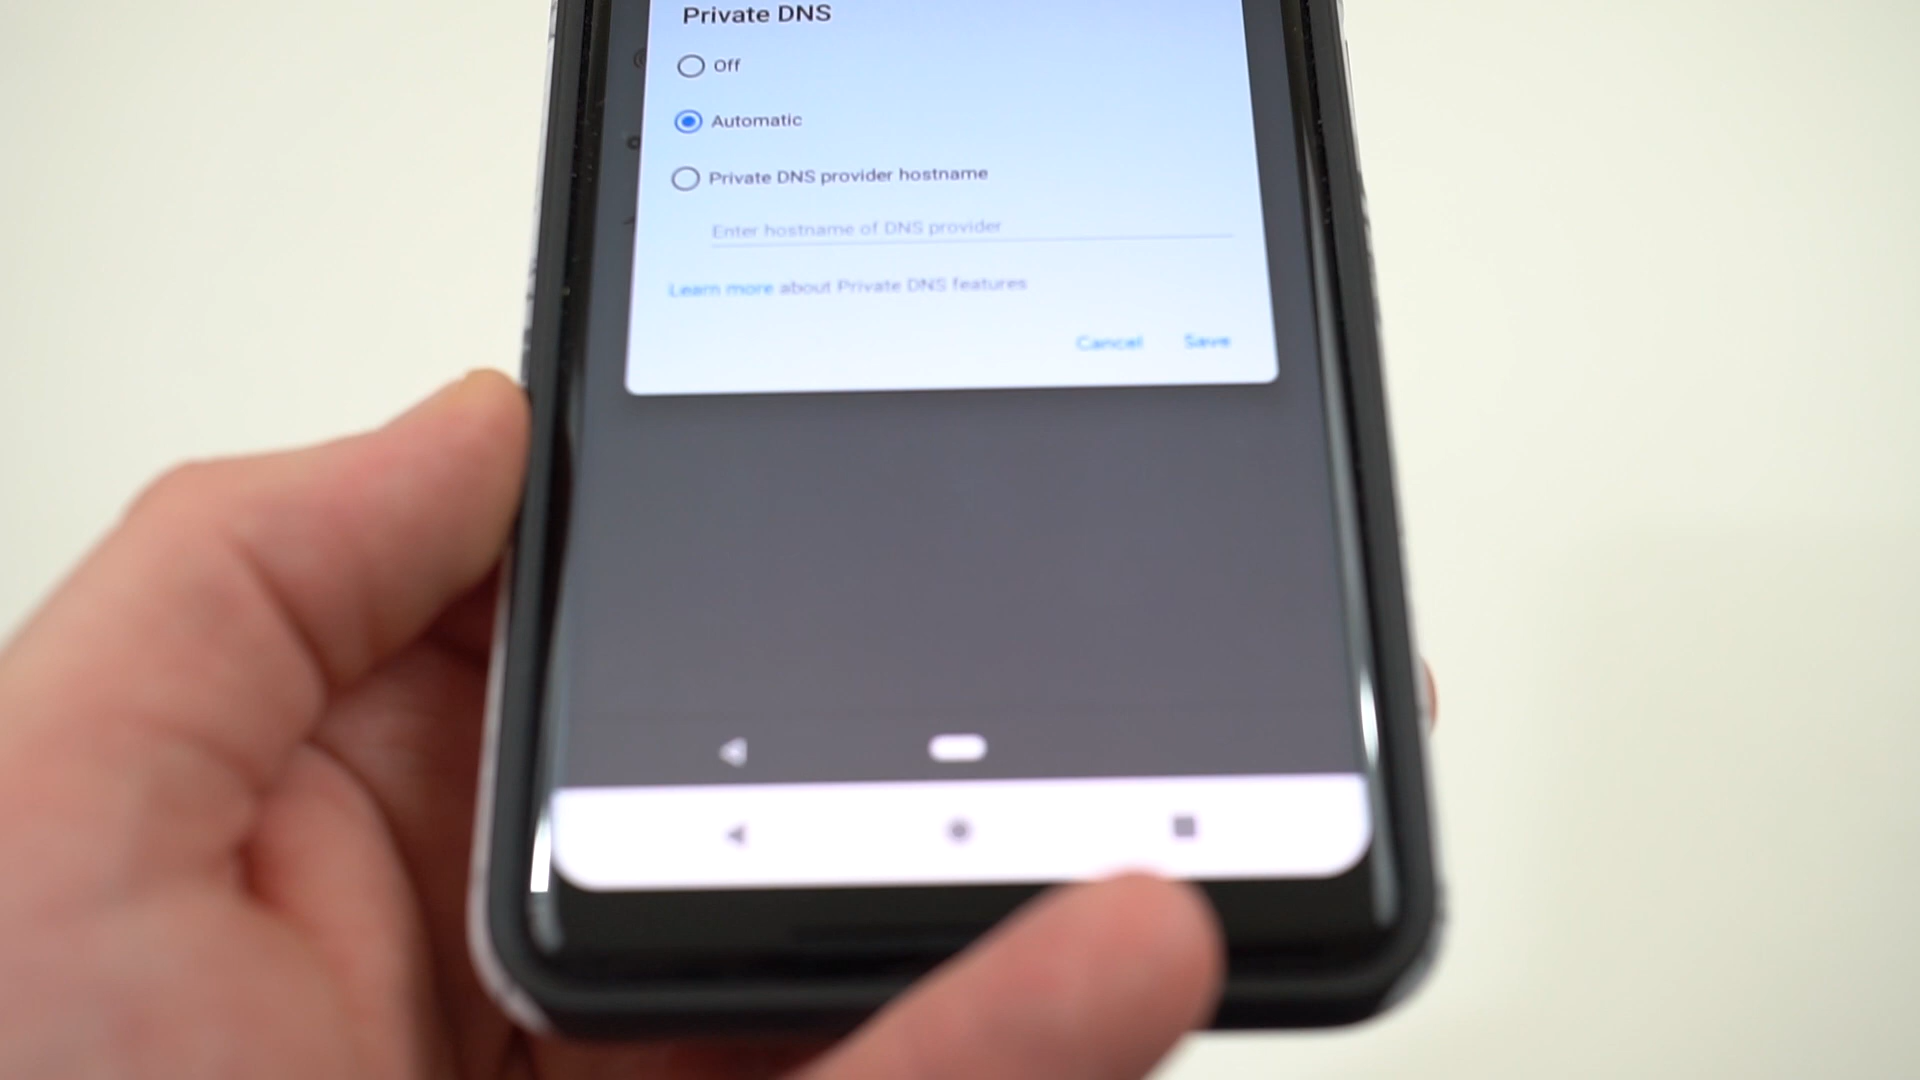 Private DNS
Off
Automatic
Private DNS provider hostname
Enter hostname of DNS provider
Learn more about Private DNS features
Cancel Save